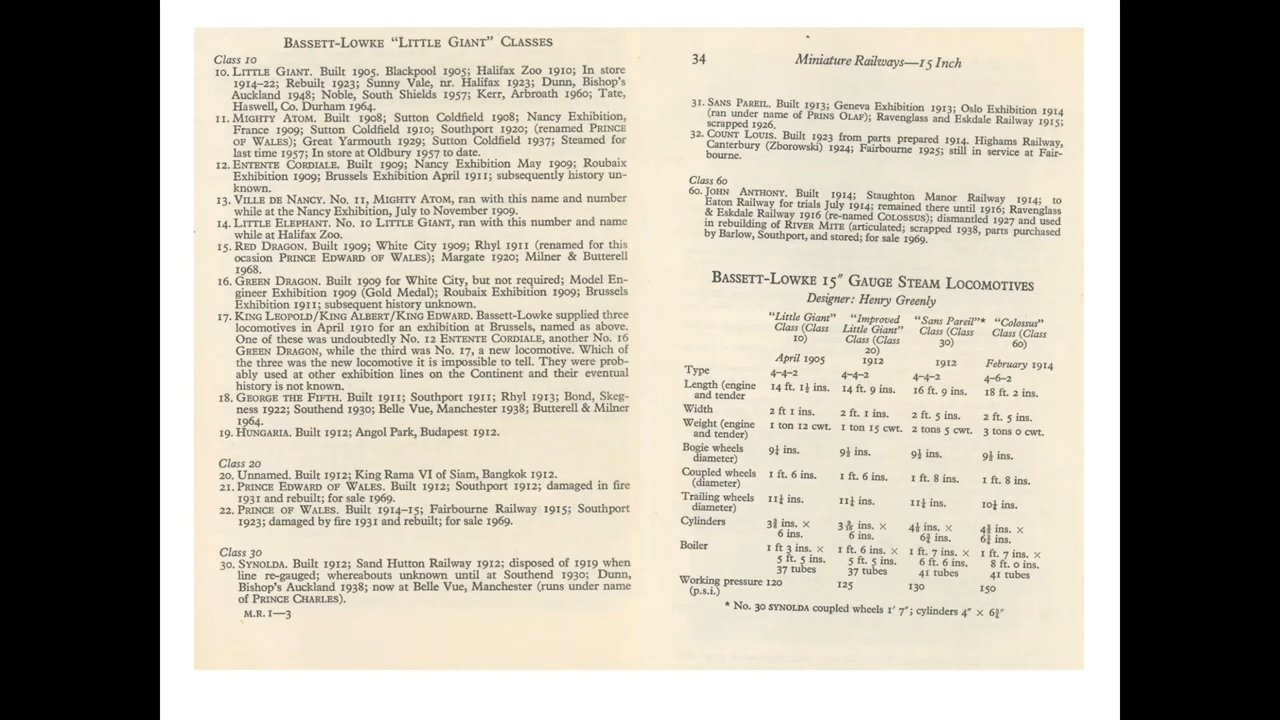 BASSETT-LOWKE "LITTLE GIANT" CLASSES
Class 10
10. LITTLE GIANT. Built 1905. Blackpool 1905; Halifax Zoo 1910; In store
1914–22; Rebuilt 1923; Sunny Vale, nr. Halifax 1923; Dunn, Bishop's
Auckland 1948; Noble, South Shields 1957; Kerr, Arbroath 1960; Tate,
Haswell, Co. Durham 1964.
11. MIGHTY ATOM. Built 1908; Sutton Coldfield 1908; Nancy Exhibition,
France 1909; Sutton Coldfield 1910; Southport 1920; (renamed PRINCE
OF WALES); Great Yarmouth 1929; Sutton Coldfield 1937; Steamed for
last time 1957; In store at Oldbury 1957 to date.
12. ENTENTE CORDIALE. Built 1909; Nancy Exhibition May 1909; Roubaix
Exhibition 1909; Brussels Exhibition April 1911; subsequently history un-
known.
13. VILLE DE NANCY. No. 11, MIGHTY ATOM, ran with this name and number
while at the Nancy Exhibition, July to November 1909.
14. LITTLE ELEPHANT. No. 10 LITTLE GIANT, ran with this number and name
while at Halifax Zoo.
15. RED DRAGON. Built 1909; White City 1909; Rhyl 1911 (renamed for this
ocasion PRINCE EDWARD OF WALES); Margate 1920; Milner & Butterell
1968.
16. GREEN DRAGON. Built 1909 for White City, but not required; Model En-
gineer Exhibition 1909 (Gold Medal); Roubaix Exhibition 1909; Brussels
Exhibition 1911; subsequent history unknown.
17. KING LEOPOLD/KING ALBERT/KING EDWARD. Bassett-Lowke supplied three
locomotives in April 1910 for an exhibition at Brussels, named as above.
One of these was undoubtedly No. 12 ENTENTE CORDIALE, another No. 16
GREEN DRAGON, while the third was No. 17, a new locomotive. Which of
the three was the new locomotive it is impossible to tell. They were prob-
ably used at other exhibition lines on the Continent and their eventual
history is not known.
18. GEORGE THE FIFTH. Built 1911; Southport 1911; Rhyl 1913; Bond, Skeg-
ness 1922; Southend 1930; Belle Vue, Manchester 1938; Butterell & Milner
1964.
19. HUNGARIA. Built 1912; Angol Park, Budapest 1912.
Class 20
20. Unnamed. Built 1912; King Rama VI of Siam, Bangkok 1912.
21. PRINCE EDWARD OF WALES. Built 1912; Southport 1912; damaged in fire
1931 and rebuilt; for sale 1969.
22. PRINCE OF WALES. Built 1914–15; Fairbourne Railway 1915; Southport
1923; damaged by fire 1931 and rebuilt; for sale 1969.
Class 30
30. SYNOLDA. Built 1912; Sand Hutton Railway 1912; disposed of 1919 when
line re-gauged; whereabouts unknown until at Southend 1930; Dunn,
Bishop's Auckland 1938; now at Belle Vue, Manchester (runs under name
of PRINCE CHARLES).
M.R. I—3
34 Miniature Railways—15 Inch
31. SANS PAREIL. Built 1913; Geneva Exhibition 1913; Oslo Exhibition 1914
(ran under name of PRINS OLAF); Ravenglass and Eskdale Railway 1915;
scrapped 1926.
32. COUNT LOUIS. Built 1923 from parts prepared 1914. Highams Railway,
Canterbury (Zborowski) 1924; Fairbourne 1925; still in service at Fair-
bourne.
Class 60
60. JOHN ANTHONY. Built 1914; Staughton Manor Railway 1914; to
Eaton Railway for trials July 1914; remained there until 1916; Ravenglass
& Eskdale Railway 1916 (re-named COLOSSUS); dismantled 1927 and used
in rebuilding of RIVER MITE (articulated; scrapped 1938, parts purchased
by Barlow, Southport, and stored; for sale 1969.
BASSETT-LOWKE 15″ GAUGE STEAM LOCOMOTIVES
Designer: Henry Greenly
"Little Giant" "Improved "Sans Pareil"* "Colossus"
Class (Class Little Giant" Class (Class Class (Class
10) Class (Class 30) 60)
20)
April 1905 1912 1912 February 1914
Type 4–4–2 4–4–2 4–4–2 4–6–2
Length (engine 14 ft. 1½ ins. 14 ft. 9 ins. 16 ft. 9 ins. 18 ft. 2 ins.
and tender
Width 2 ft 1 ins. 2 ft. 1 ins. 2 ft. 5 ins. 2 ft. 5 ins.
Weight (engine 1 ton 12 cwt. 1 ton 15 cwt. 2 tons 5 cwt. 3 tons 0 cwt.
and tender)
Bogie wheels ins. ins. ins. ins.
diameter)
Coupled wheels 1 ft. 6 ins. 1 ft. 6 ins. 1 ft. 8 ins. 1 ft. 8 ins.
(diameter)
Trailing wheels ins. ins. ins. ins.
diameter)
Cylinders ins. × ins. × ins. × ins. ×
6 ins. 6 ins. ins. ins.
Boiler 1 ft 3 ins. × 1 ft. 6 ins. × 1 ft. 7 ins. × 1 ft. 7 ins. ×
5 ft. 5 ins. 5 ft. 5 ins. 6 ft. 6 ins. 8 ft. 0 ins.
37 tubes 37 tubes 41 tubes 41 tubes
Working pressure 120 125 130 150
(p.s.i.)
* No. 30 SYNOLDA coupled wheels 1′ 7″; cylinders 4″ × 6¾″